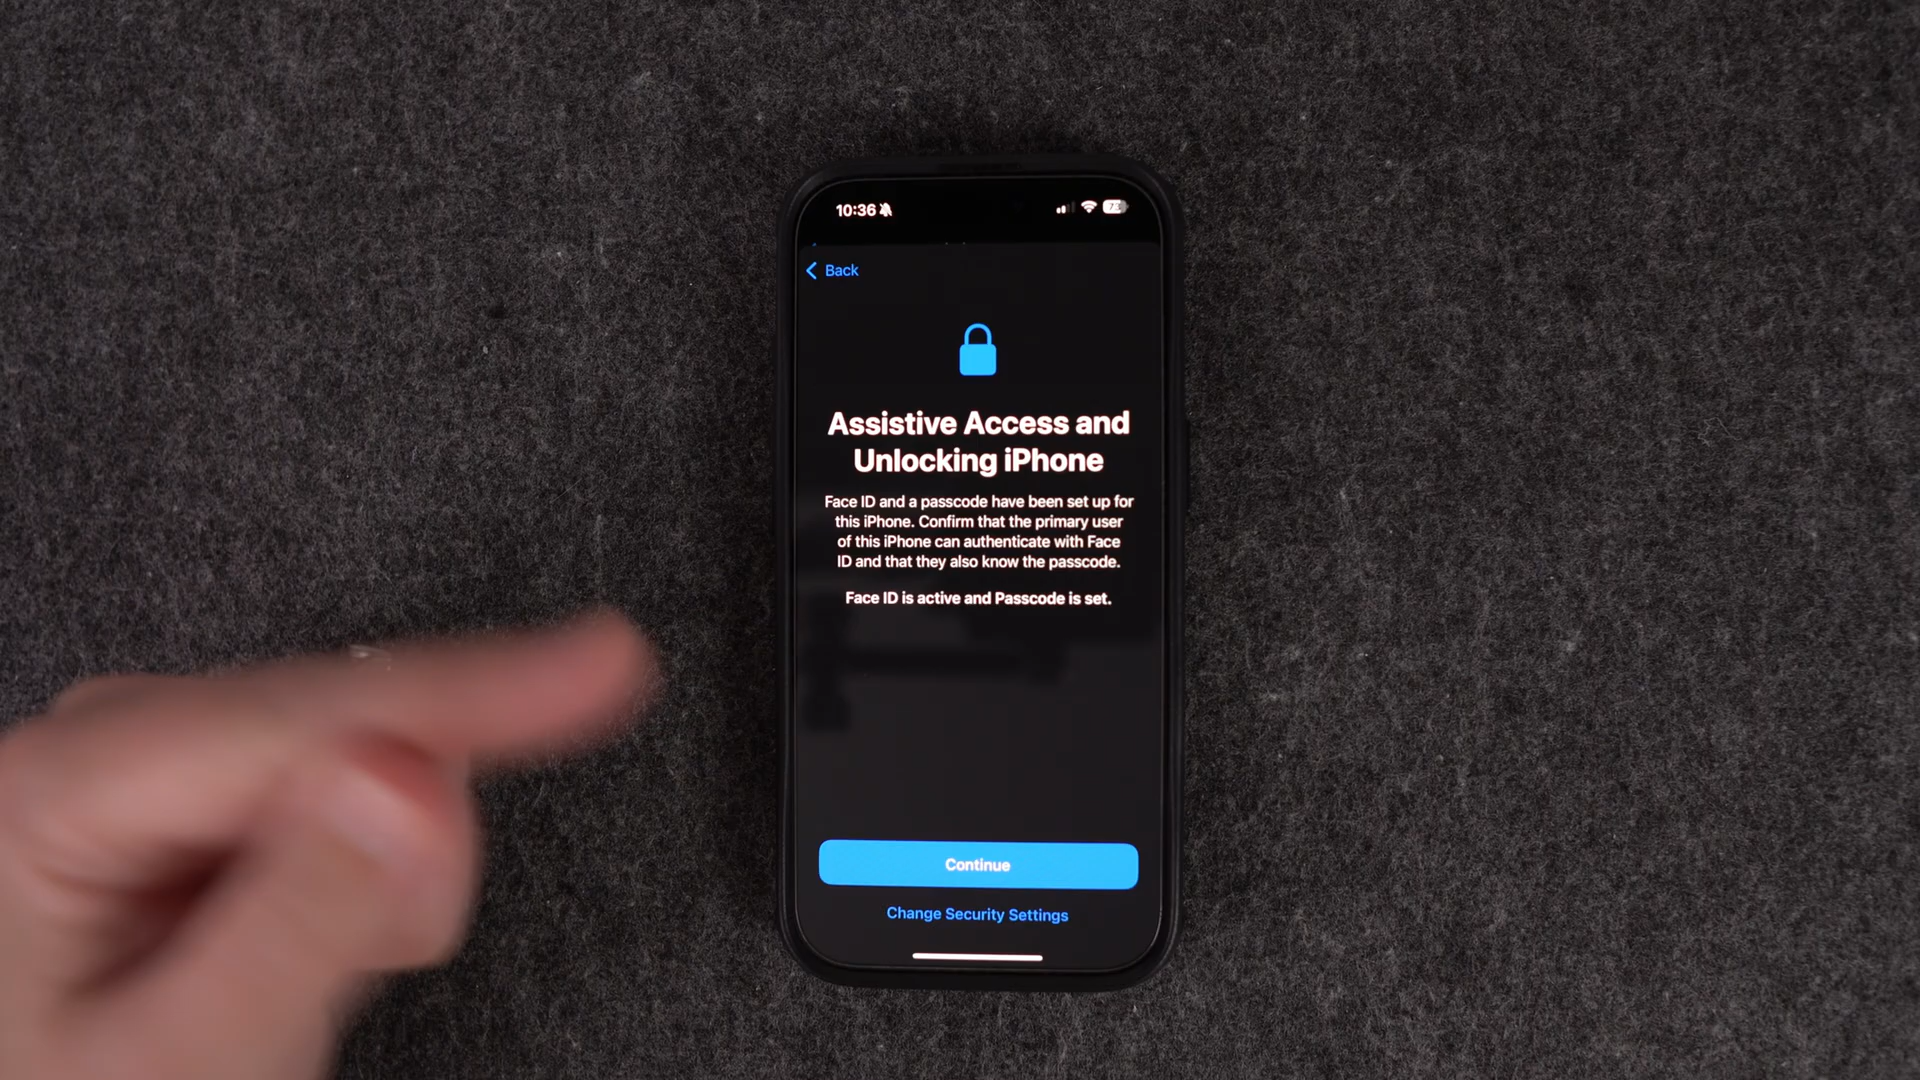 10:36
73
Back
Assistive Access and
Unlocking iPhone
Face ID and a passcode have been set up for
this iPhone. Confirm that the primary user
of this iPhone can authenticate with Face
ID and that they also know the passcode.
Face ID is active and Passcode is set.
Continue
Change Security Settings